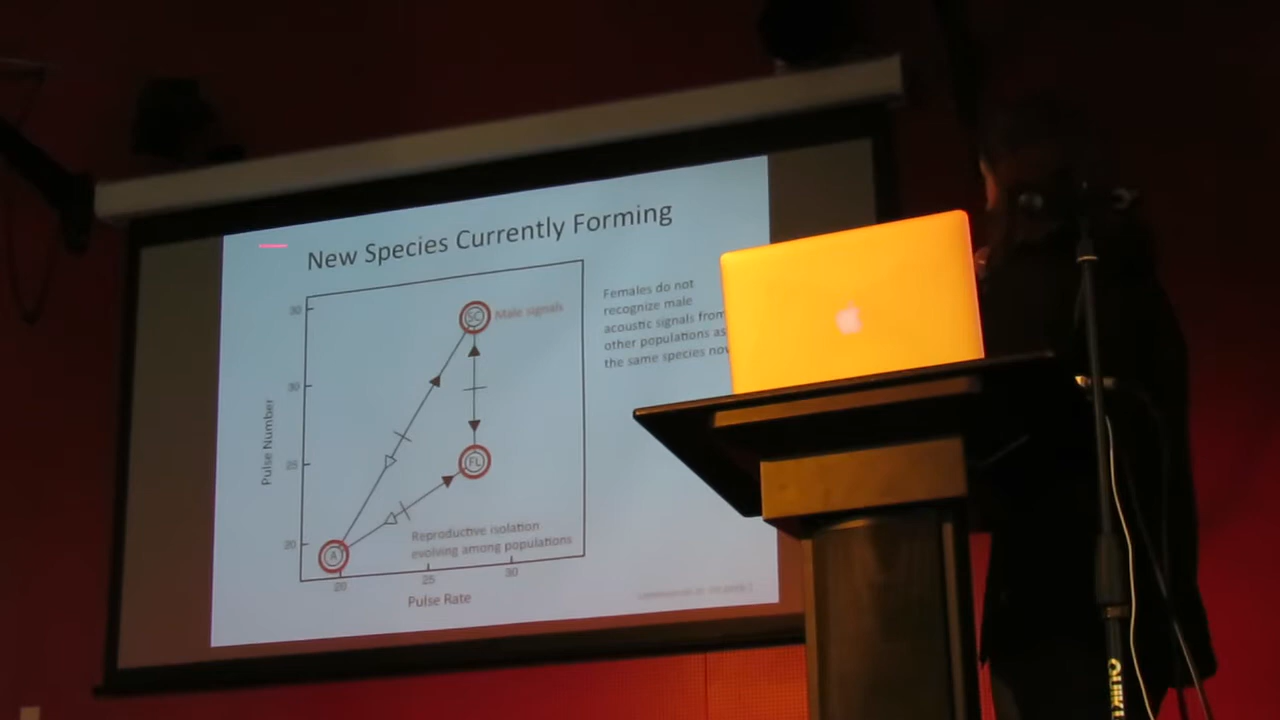 New Species Currently Forming
30
SC
Male signals
Females do not
recognize male
acoustic signals from
other populations as
the same species now
30
Pulse Number
25
FL
20
A
Reproductive isolation
evolving among populations
20
25
30
Pulse Rate